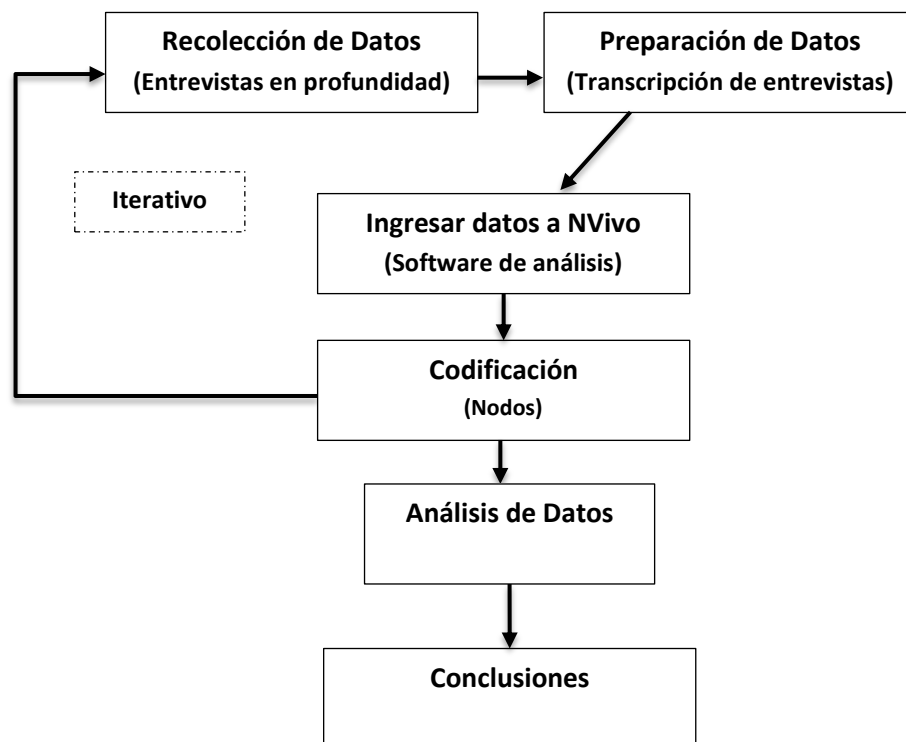 Recolección de Datos
(Entrevistas en profundidad)
Preparación de Datos
(Transcripción de entrevistas)
Iterativo
Ingresar datos a NVivo
(Software de análisis)
Codificación
(Nodos)
Análisis de Datos
Conclusiones